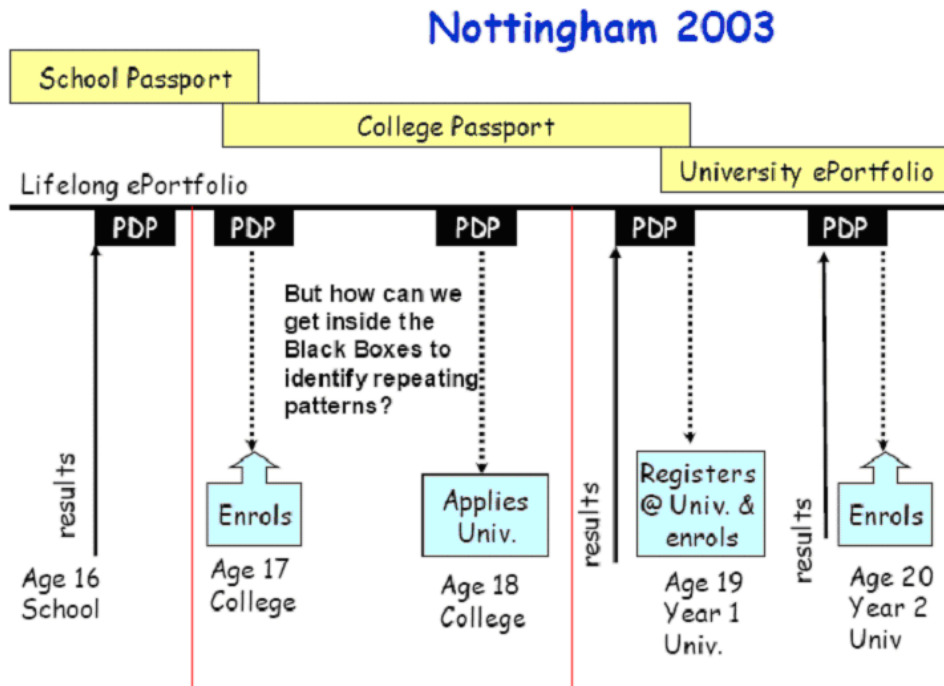 Nottingham 2003
School Passport
College Passport
University ePortfolio
Lifelong ePortfolio
PDP
PDP
PDP
PDP
PDP
But how can we
get inside the
Black Boxes to
identify repeating
patterns?
results
Enrols
Applies
Univ.
results
Registers
@ Univ. &
enrols
results
Enrols
Age 16
School
Age 17
College
Age 18
College
Age 19
Year 1
Univ.
Age 20
Year 2
Univ